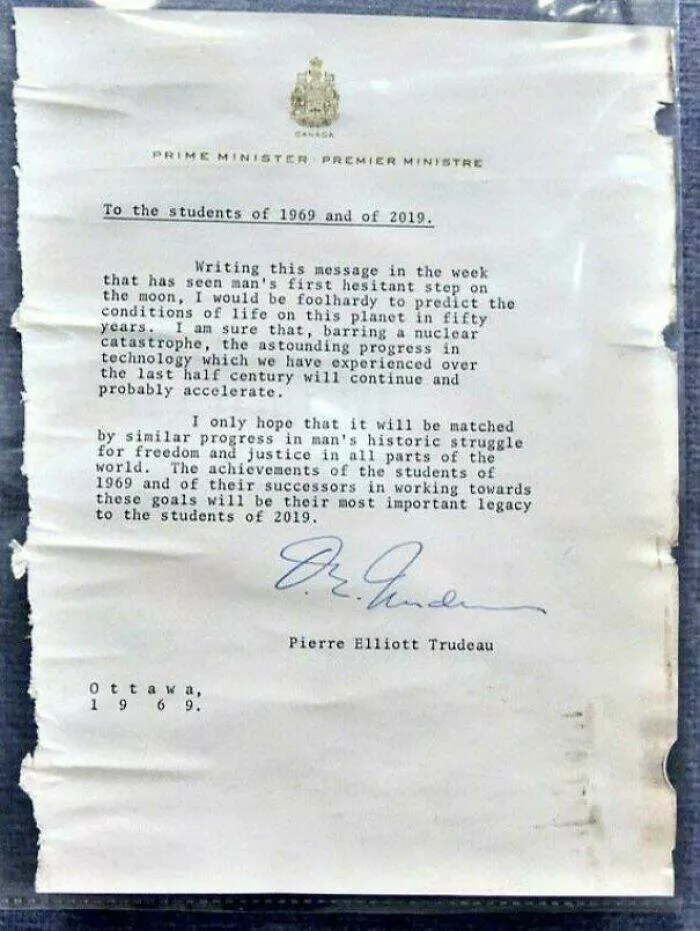 CANADA
PRIME MINISTER · PREMIER MINISTRE
To the students of 1969 and of 2019.
Writing this message in the week
that has seen man's first hesitant step on
the moon, I would be foolhardy to predict the
conditions of life on this planet in fifty
years. I am sure that, barring a nuclear
catastrophe, the astounding progress in
technology which we have experienced over
the last half century will continue and
probably accelerate.
I only hope that it will be matched
by similar progress in man's historic struggle
for freedom and justice in all parts of the
world. The achievements of the students of
1969 and of their successors in working towards
these goals will be their most important legacy
to the students of 2019.
P. E. Trudeau
Pierre Elliott Trudeau
Ottawa,
1969.